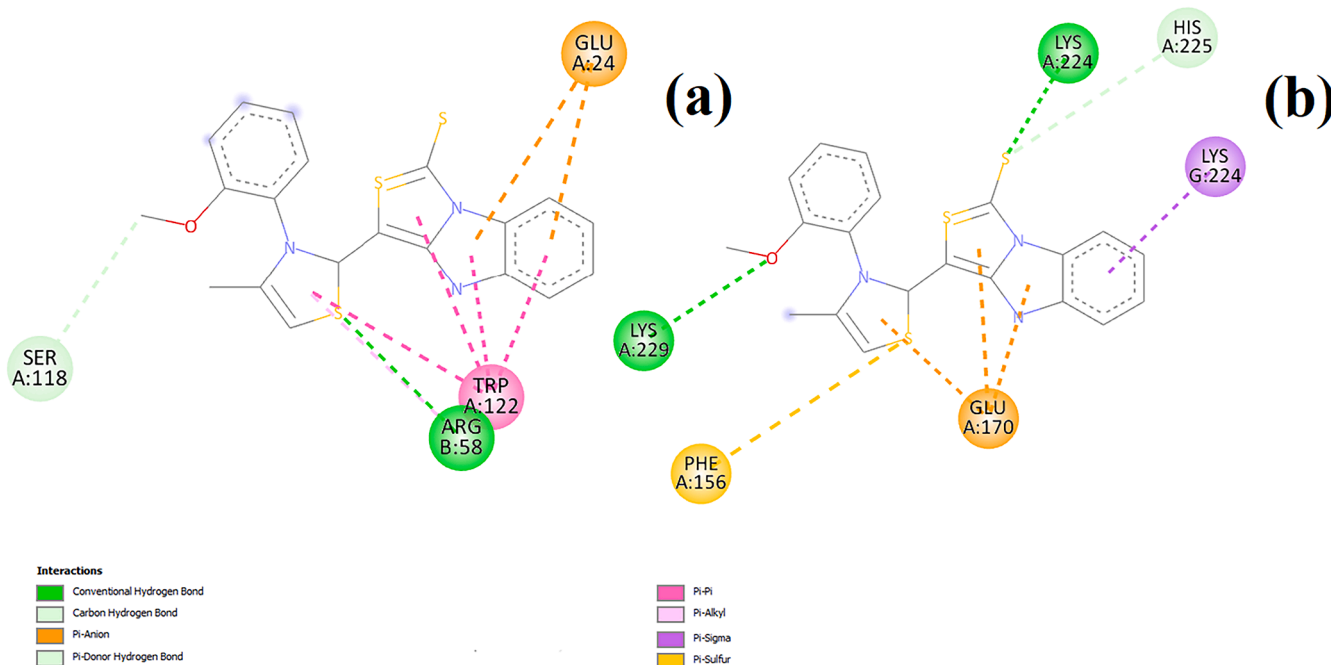 GLU
A:24
(a)
S
S
N
N
O
N
S
SER
A:118
TRP
A:122
ARG
B:58
LYS
A:224
HIS
A:225
(b)
LYS
G:224
S
S
N
N
O
N
S
LYS
A:229
GLU
A:170
PHE
A:156
Interactions
Conventional Hydrogen Bond
Carbon Hydrogen Bond
Pi-Anion
Pi-Donor Hydrogen Bond
Pi-Pi
Pi-Alkyl
Pi-Sigma
Pi-Sulfur